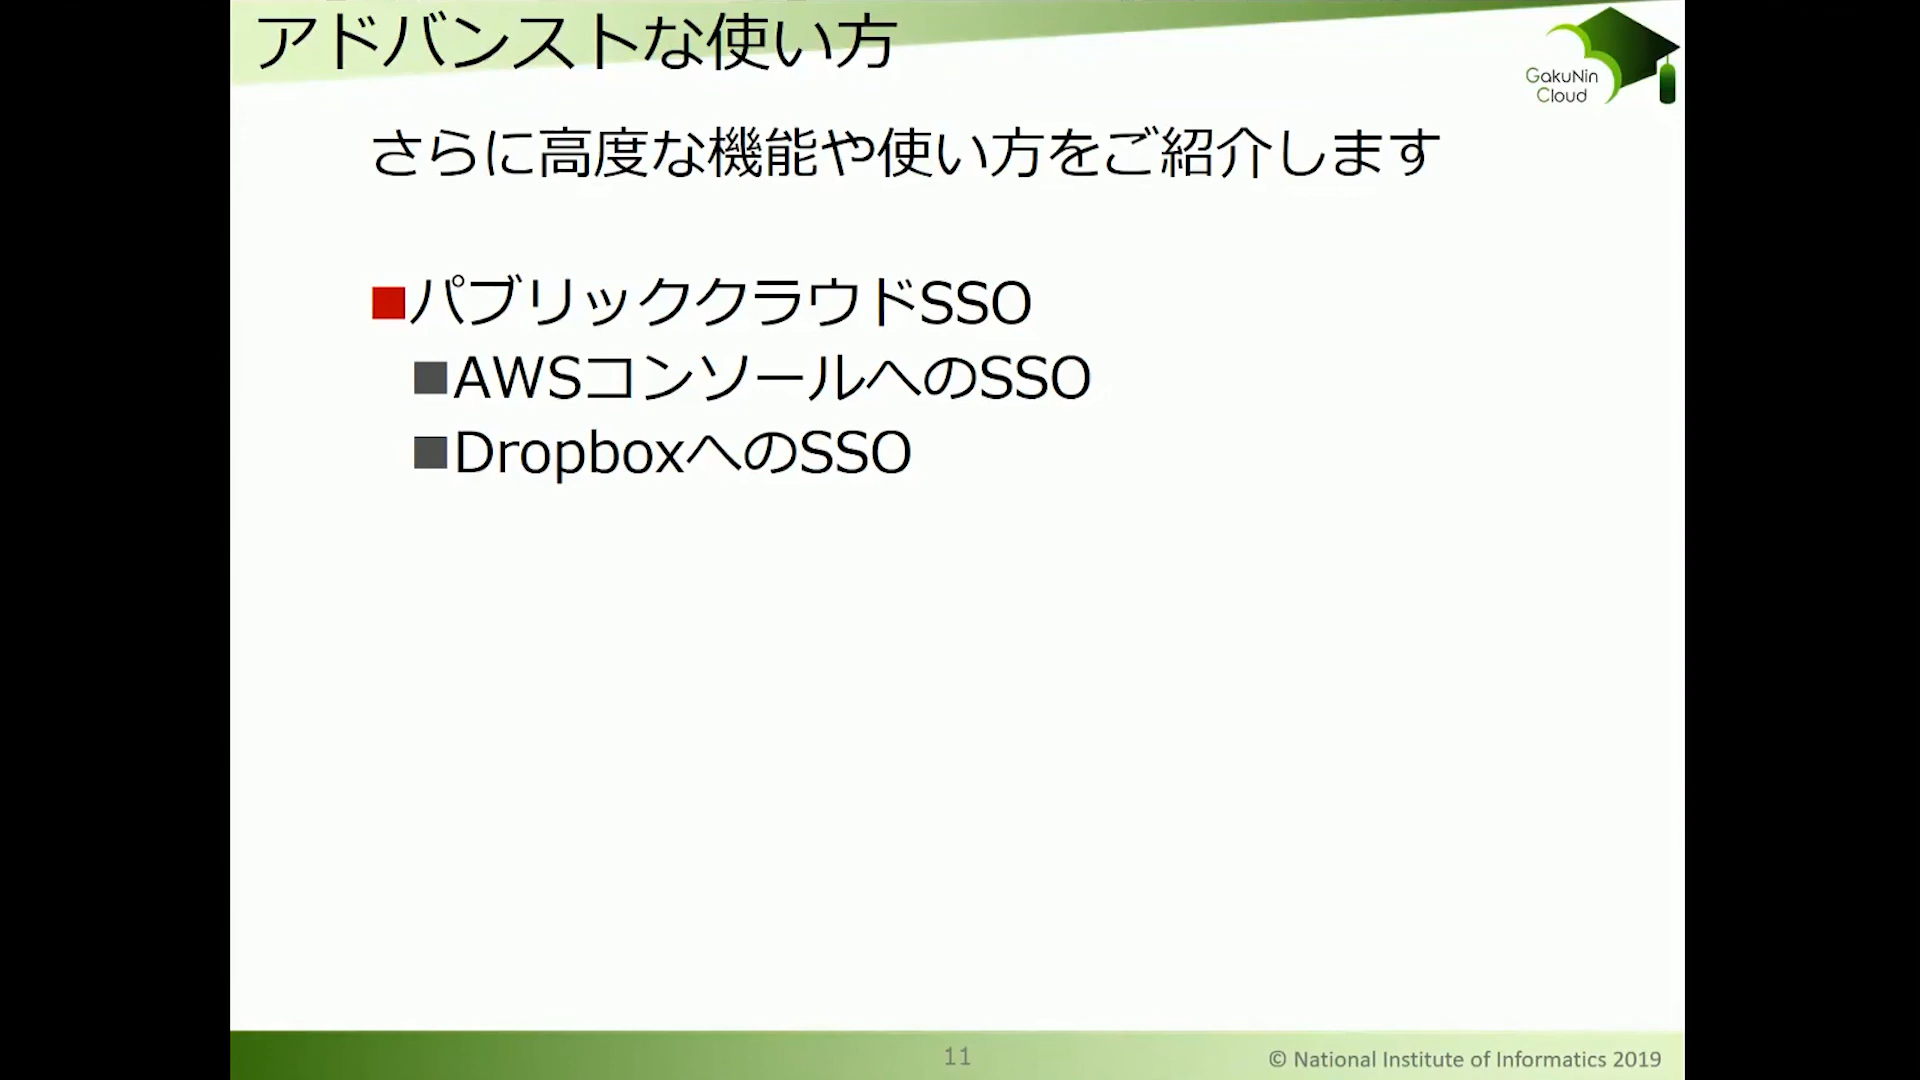 アドバンストな使い方
GakuNin
Cloud
さらに高度な機能や使い方をご紹介します
■パブリッククラウドSSO
■AWSコンソールへのSSO
■DropboxへのSSO
11
© National Institute of Informatics 2019